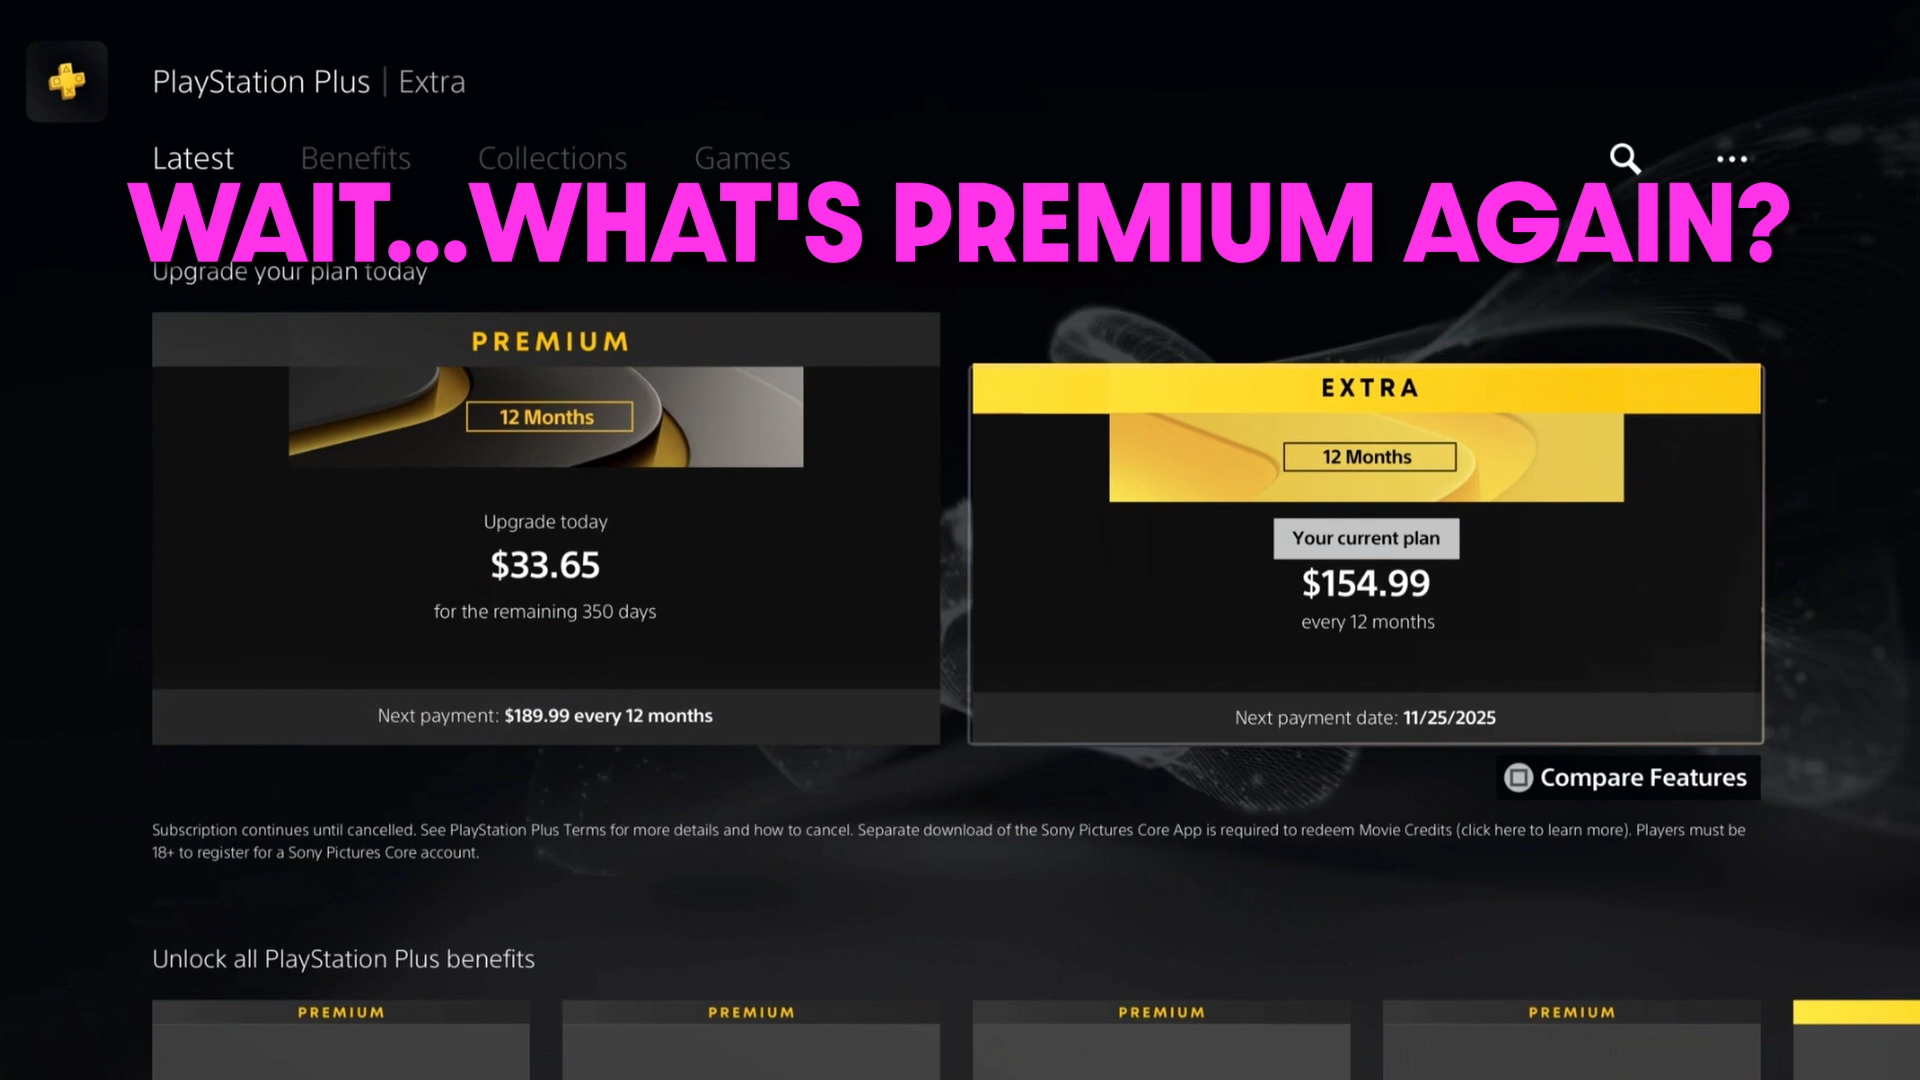 PlayStation Plus | Extra
Latest
Benefits
Collections
Games
WAIT...WHAT'S PREMIUM AGAIN?
Upgrade your plan today
PREMIUM
12 Months
Upgrade today
$33.65
for the remaining 350 days
Next payment: $189.99 every 12 months
EXTRA
12 Months
Your current plan
$154.99
every 12 months
Next payment date: 11/25/2025
Compare Features
Subscription continues until cancelled. See PlayStation Plus Terms for more details and how to cancel. Separate download of the Sony Pictures Core App is required to redeem Movie Credits (click here to learn more). Players must be
18+ to register for a Sony Pictures Core account.
Unlock all PlayStation Plus benefits
PREMIUM
PREMIUM
PREMIUM
PREMIUM